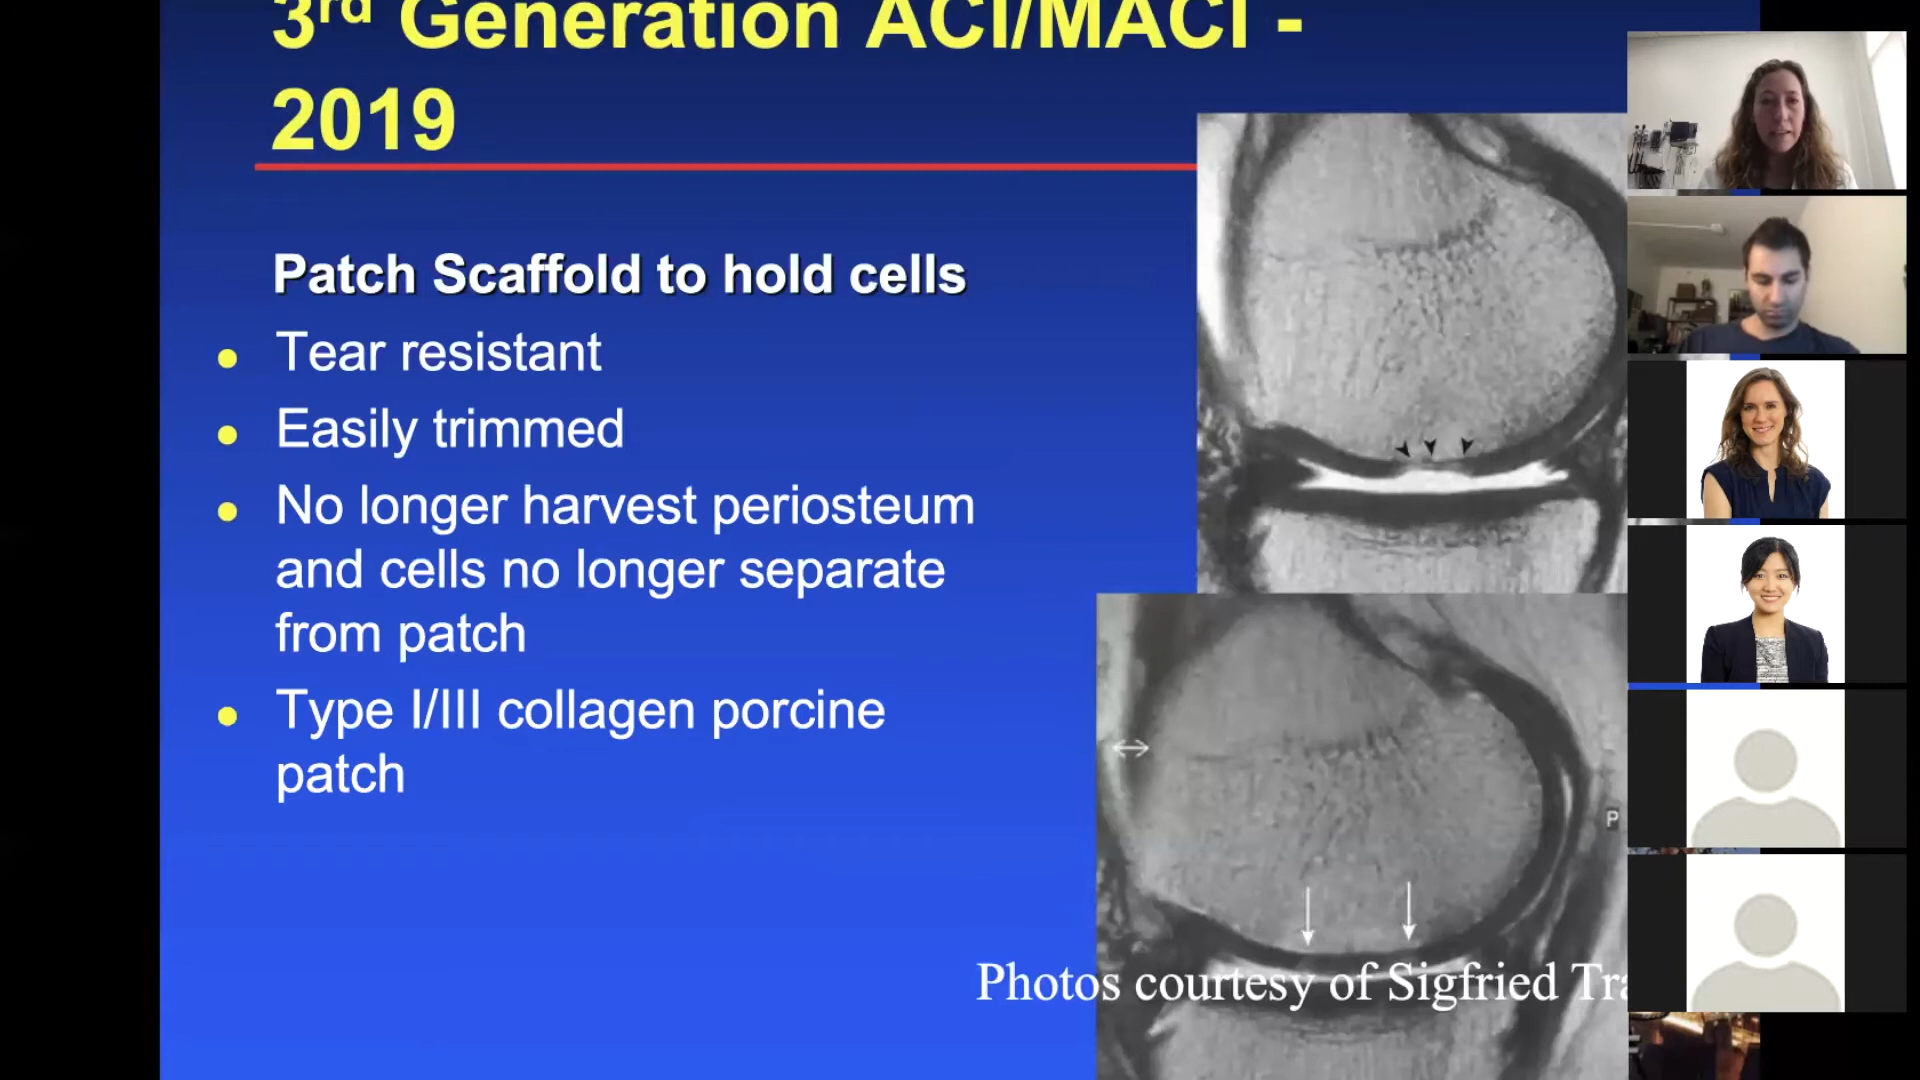 3rd Generation ACI/MACI -
2019
Patch Scaffold to hold cells
Tear resistant
Easily trimmed
No longer harvest periosteum
and cells no longer separate
from patch
Type I/III collagen porcine
patch
P
Photos courtesy of Sigfried